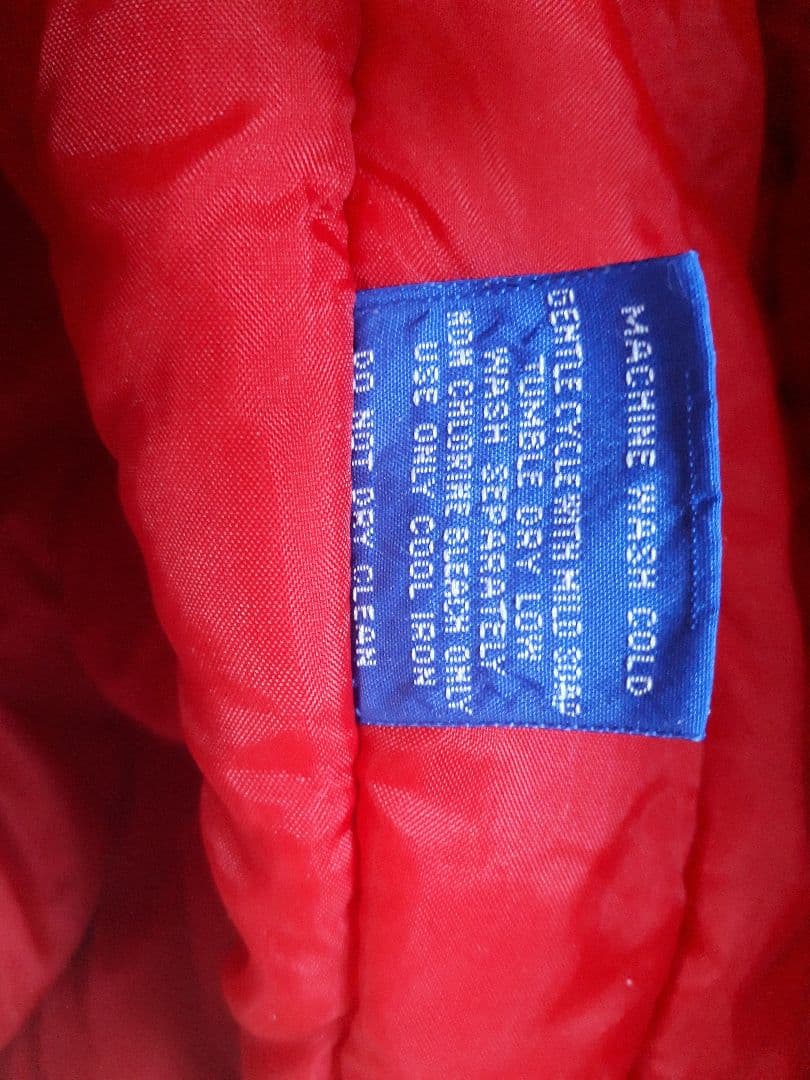 MACHINE WASH COLD
GENTLE CYCLE WITH MILD SOAP
TUMBLE DRY LOW
WASH SEPARATELY
NON CHLORINE BLEACH ONLY
USE ONLY COOL IRON
DO NOT DRY CLEAN